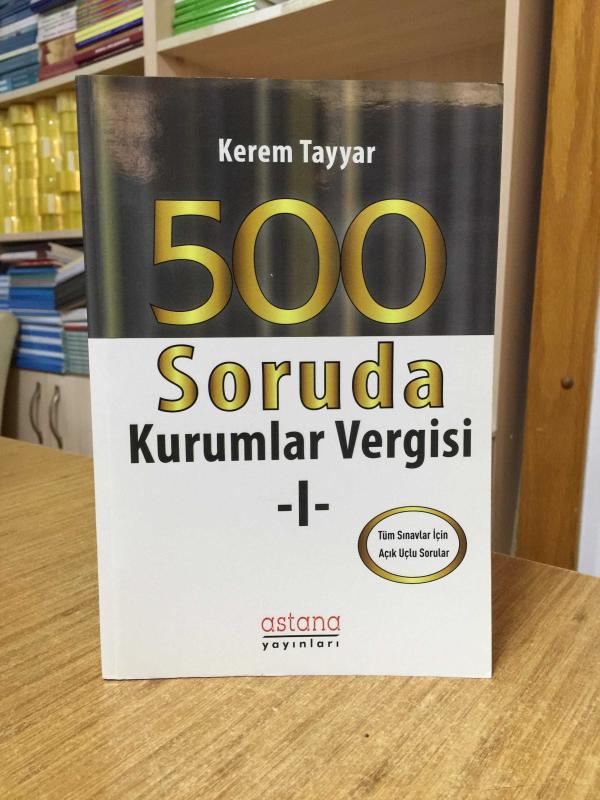 Kerem Tayyar
500
Soruda
Kurumlar Vergisi
-I-
Tüm Sınavlar İçin
Açık Uçlu Sorular
astana
yayınları